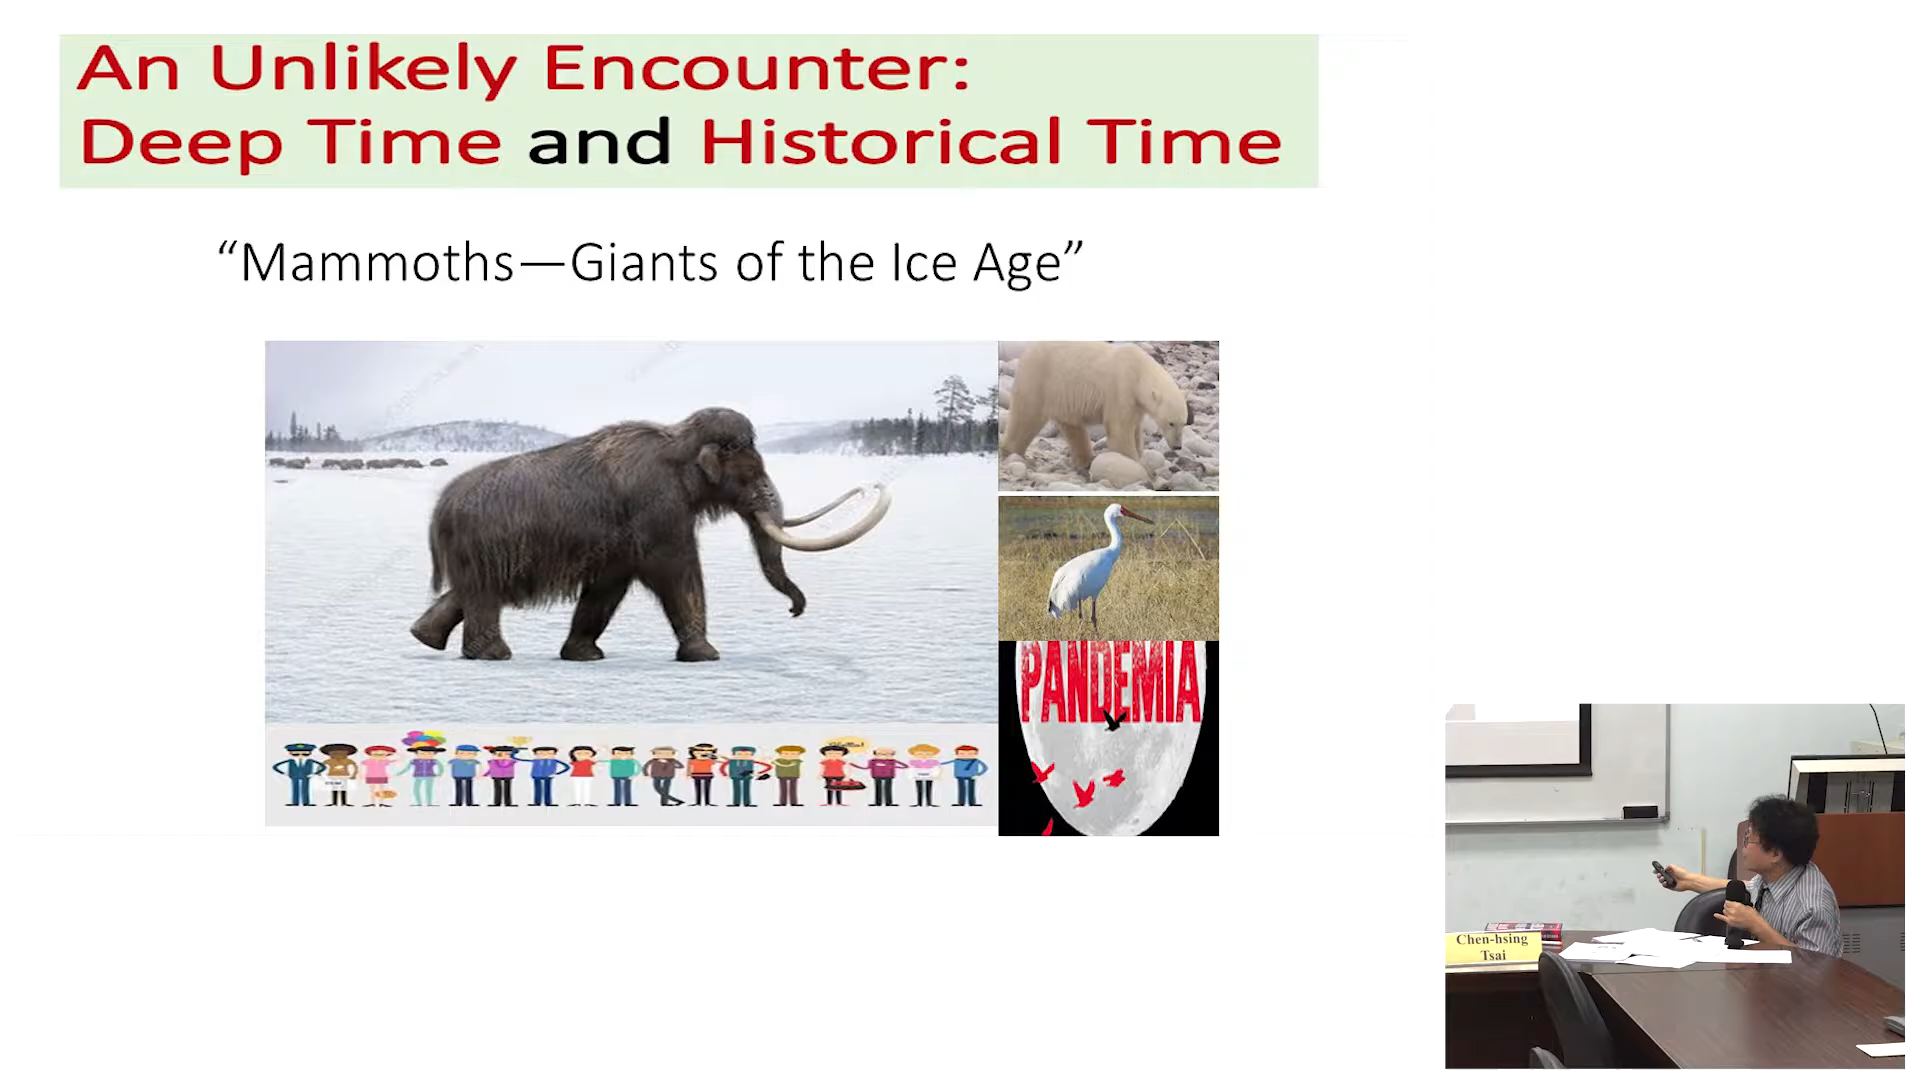 An Unlikely Encounter:
Deep Time and Historical Time
“Mammoths—Giants of the Ice Age”
PANDEMIA
Chen-hsing
Tsai